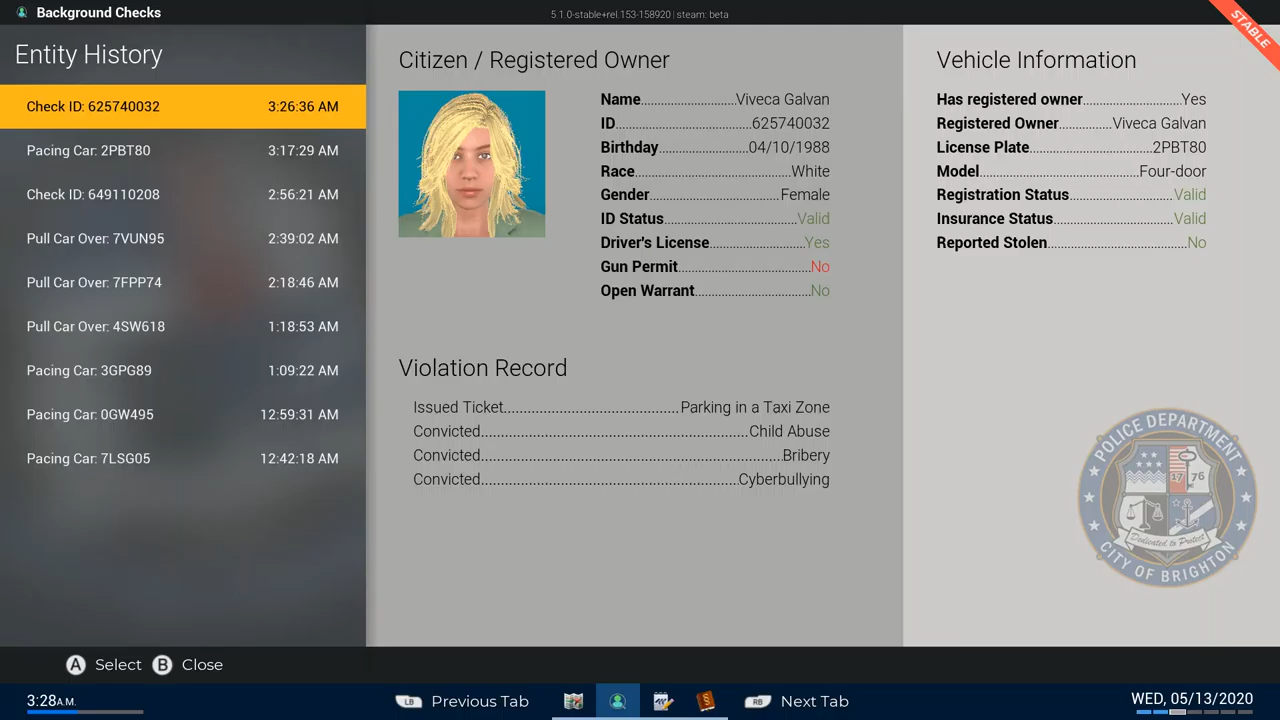 Background Checks
5.1.0-stable+rel.153-158920 | steam: beta
STABLE
Entity History
Check ID: 625740032 3:26:36 AM
Pacing Car: 2PBT80 3:17:29 AM
Check ID: 649110208 2:56:21 AM
Pull Car Over: 7VUN95 2:39:02 AM
Pull Car Over: 7FPP74 2:18:46 AM
Pull Car Over: 4SW618 1:18:53 AM
Pacing Car: 3GPG89 1:09:22 AM
Pacing Car: 0GW495 12:59:31 AM
Pacing Car: 7LSG05 12:42:18 AM
Citizen / Registered Owner
Name Viveca Galvan
ID 625740032
Birthday 04/10/1988
Race White
Gender Female
ID Status Valid
Driver's License Yes
Gun Permit No
Open Warrant No
Violation Record
Issued Ticket Parking in a Taxi Zone
Convicted Child Abuse
Convicted Bribery
Convicted Cyberbullying
Vehicle Information
Has registered owner Yes
Registered Owner Viveca Galvan
License Plate 2PBT80
Model Four-door
Registration Status Valid
Insurance Status Valid
Reported Stolen No
POLICE DEPARTMENT
17 76
Dedicated to Protect
CITY OF BRIGHTON
A Select B Close
3:28A.M.
LB Previous Tab
RB Next Tab
WED, 05/13/2020